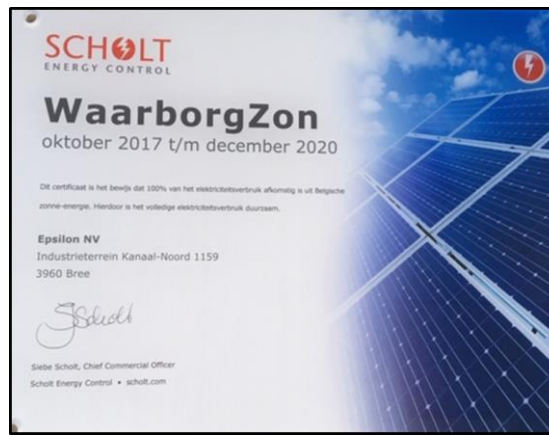 SCHOLT
ENERGY CONTROL
WaarborgZon
oktober 2017 t/m december 2020
Dit certificaat is het bewijs dat 100% van het elektriciteitsverbruik afkomstig is uit Belgische
zonne-energie. Hierdoor is het volledige elektriciteitsverbruik duurzaam.
Epsilon NV
Industrieterrein Kanaal-Noord 1159
3960 Bree
SScholt
Siebe Scholt, Chief Commercial Officer
Scholt Energy Control • scholt.com